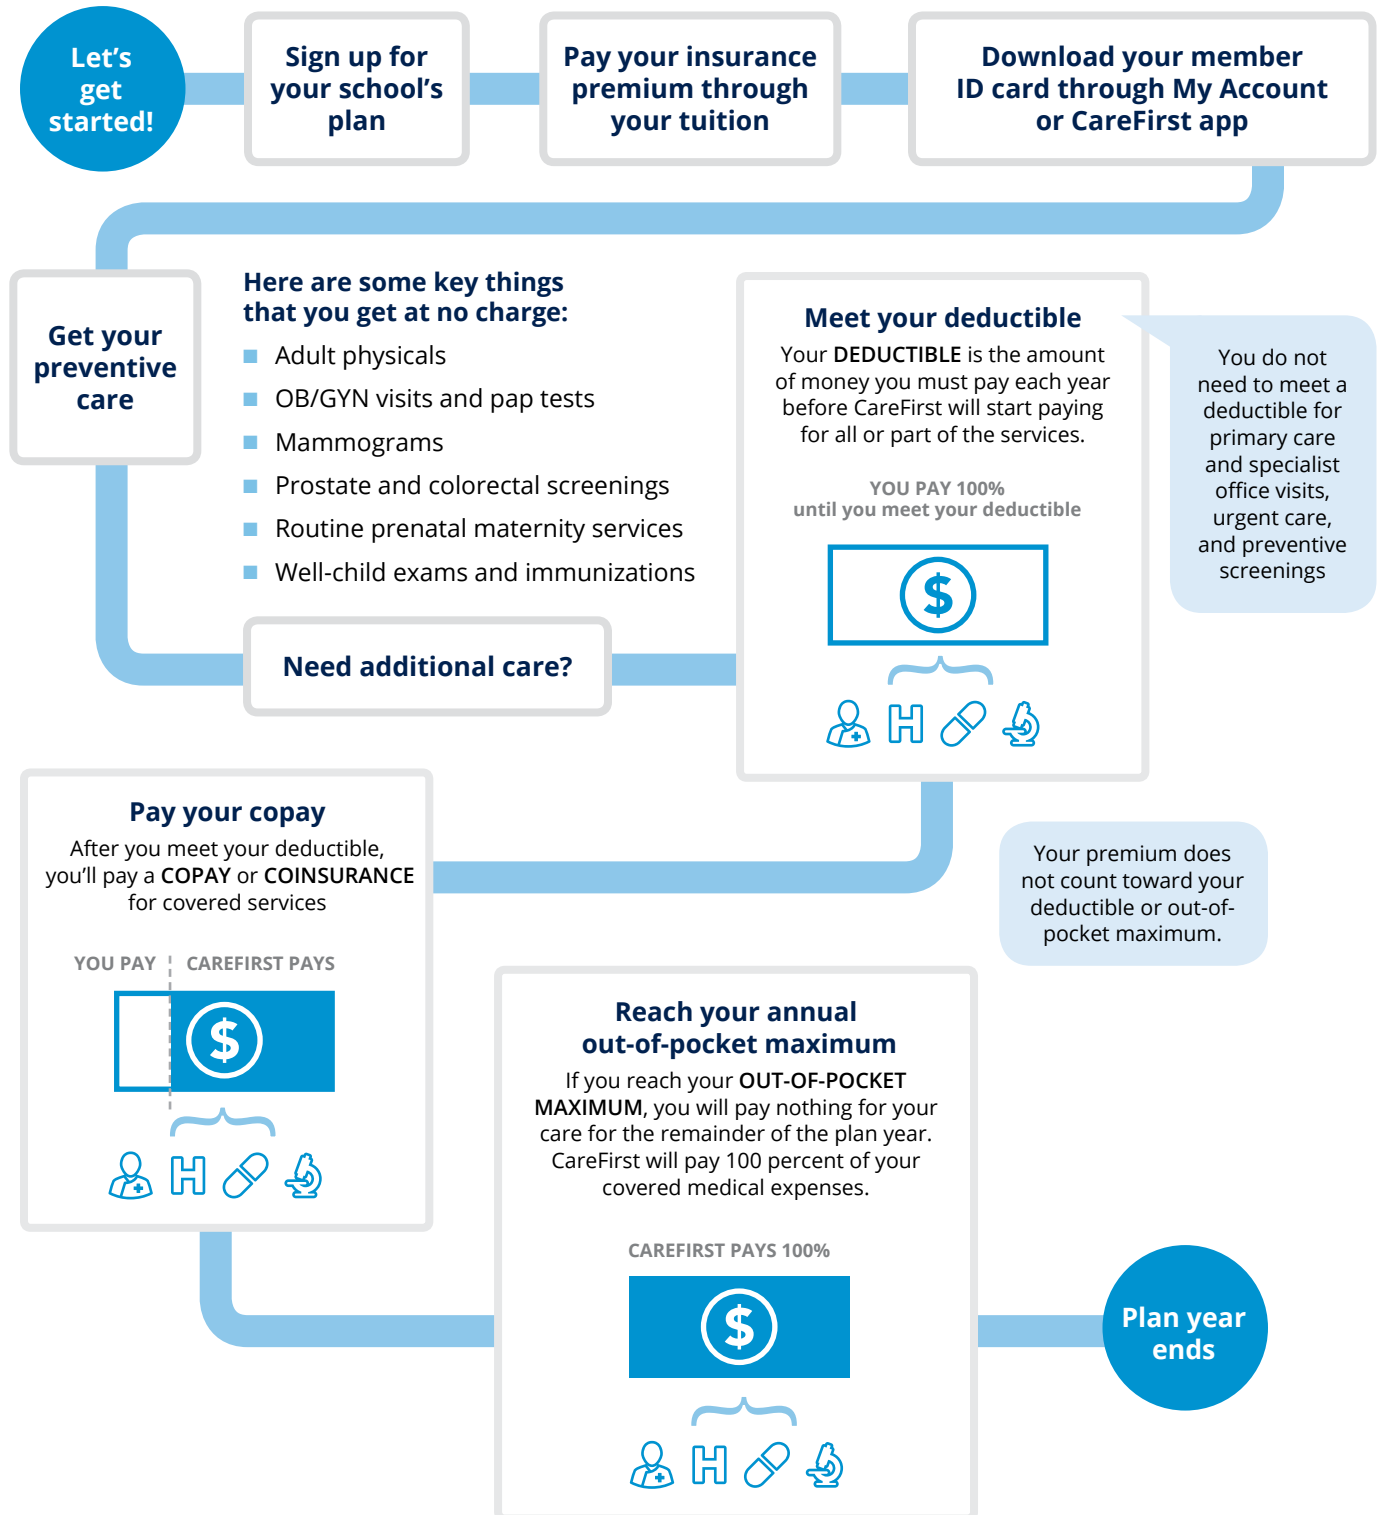 Let's
get
started!
Sign up for
your school's
plan
Pay your insurance
premium through
your tuition
Download your member
ID card through My Account
or CareFirst app
Get your
preventive
care
Here are some key things
that you get at no charge:
Adult physicals
OB/GYN visits and pap tests
Mammograms
Prostate and colorectal screenings
Routine prenatal maternity services
Well-child exams and immunizations
Need additional care?
Meet your deductible
Your DEDUCTIBLE is the amount
of money you must pay each year
before CareFirst will start paying
for all or part of the services.
YOU PAY 100%
until you meet your deductible
$
H
You do not
need to meet a
deductible for
primary care
and specialist
office visits,
urgent care,
and preventive
screenings
Pay your copay
After you meet your deductible,
you'll pay a COPAY or COINSURANCE
for covered services
YOU PAY CAREFIRST PAYS
$
H
Your premium does
not count toward your
deductible or out-of-
pocket maximum.
Reach your annual
out-of-pocket maximum
If you reach your OUT-OF-POCKET
MAXIMUM, you will pay nothing for your
care for the remainder of the plan year.
CareFirst will pay 100 percent of your
covered medical expenses.
CAREFIRST PAYS 100%
$
H
Plan year
ends